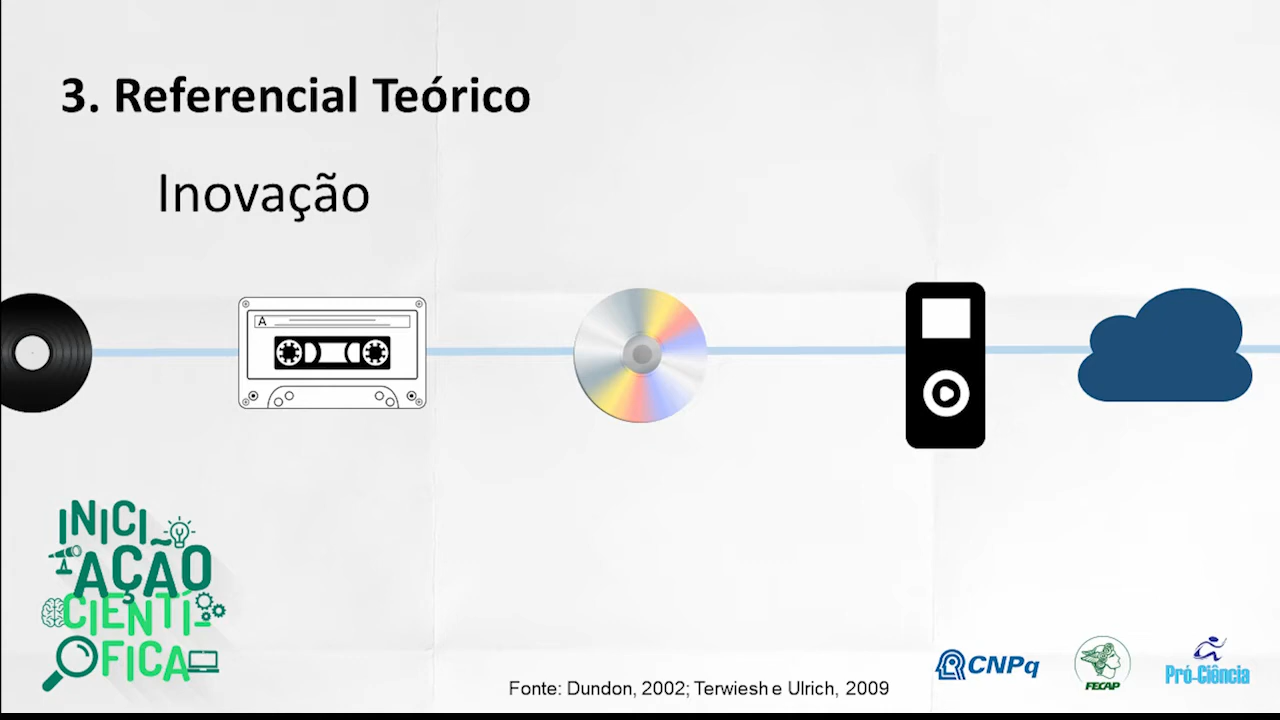 3. Referencial Teórico
Inovação
A
INICI
AÇÃO
CIENTÍ-
FICA
Fonte: Dundon, 2002; Terwiesh e Ulrich, 2009
CNPq
FECAP
Pró-Ciência